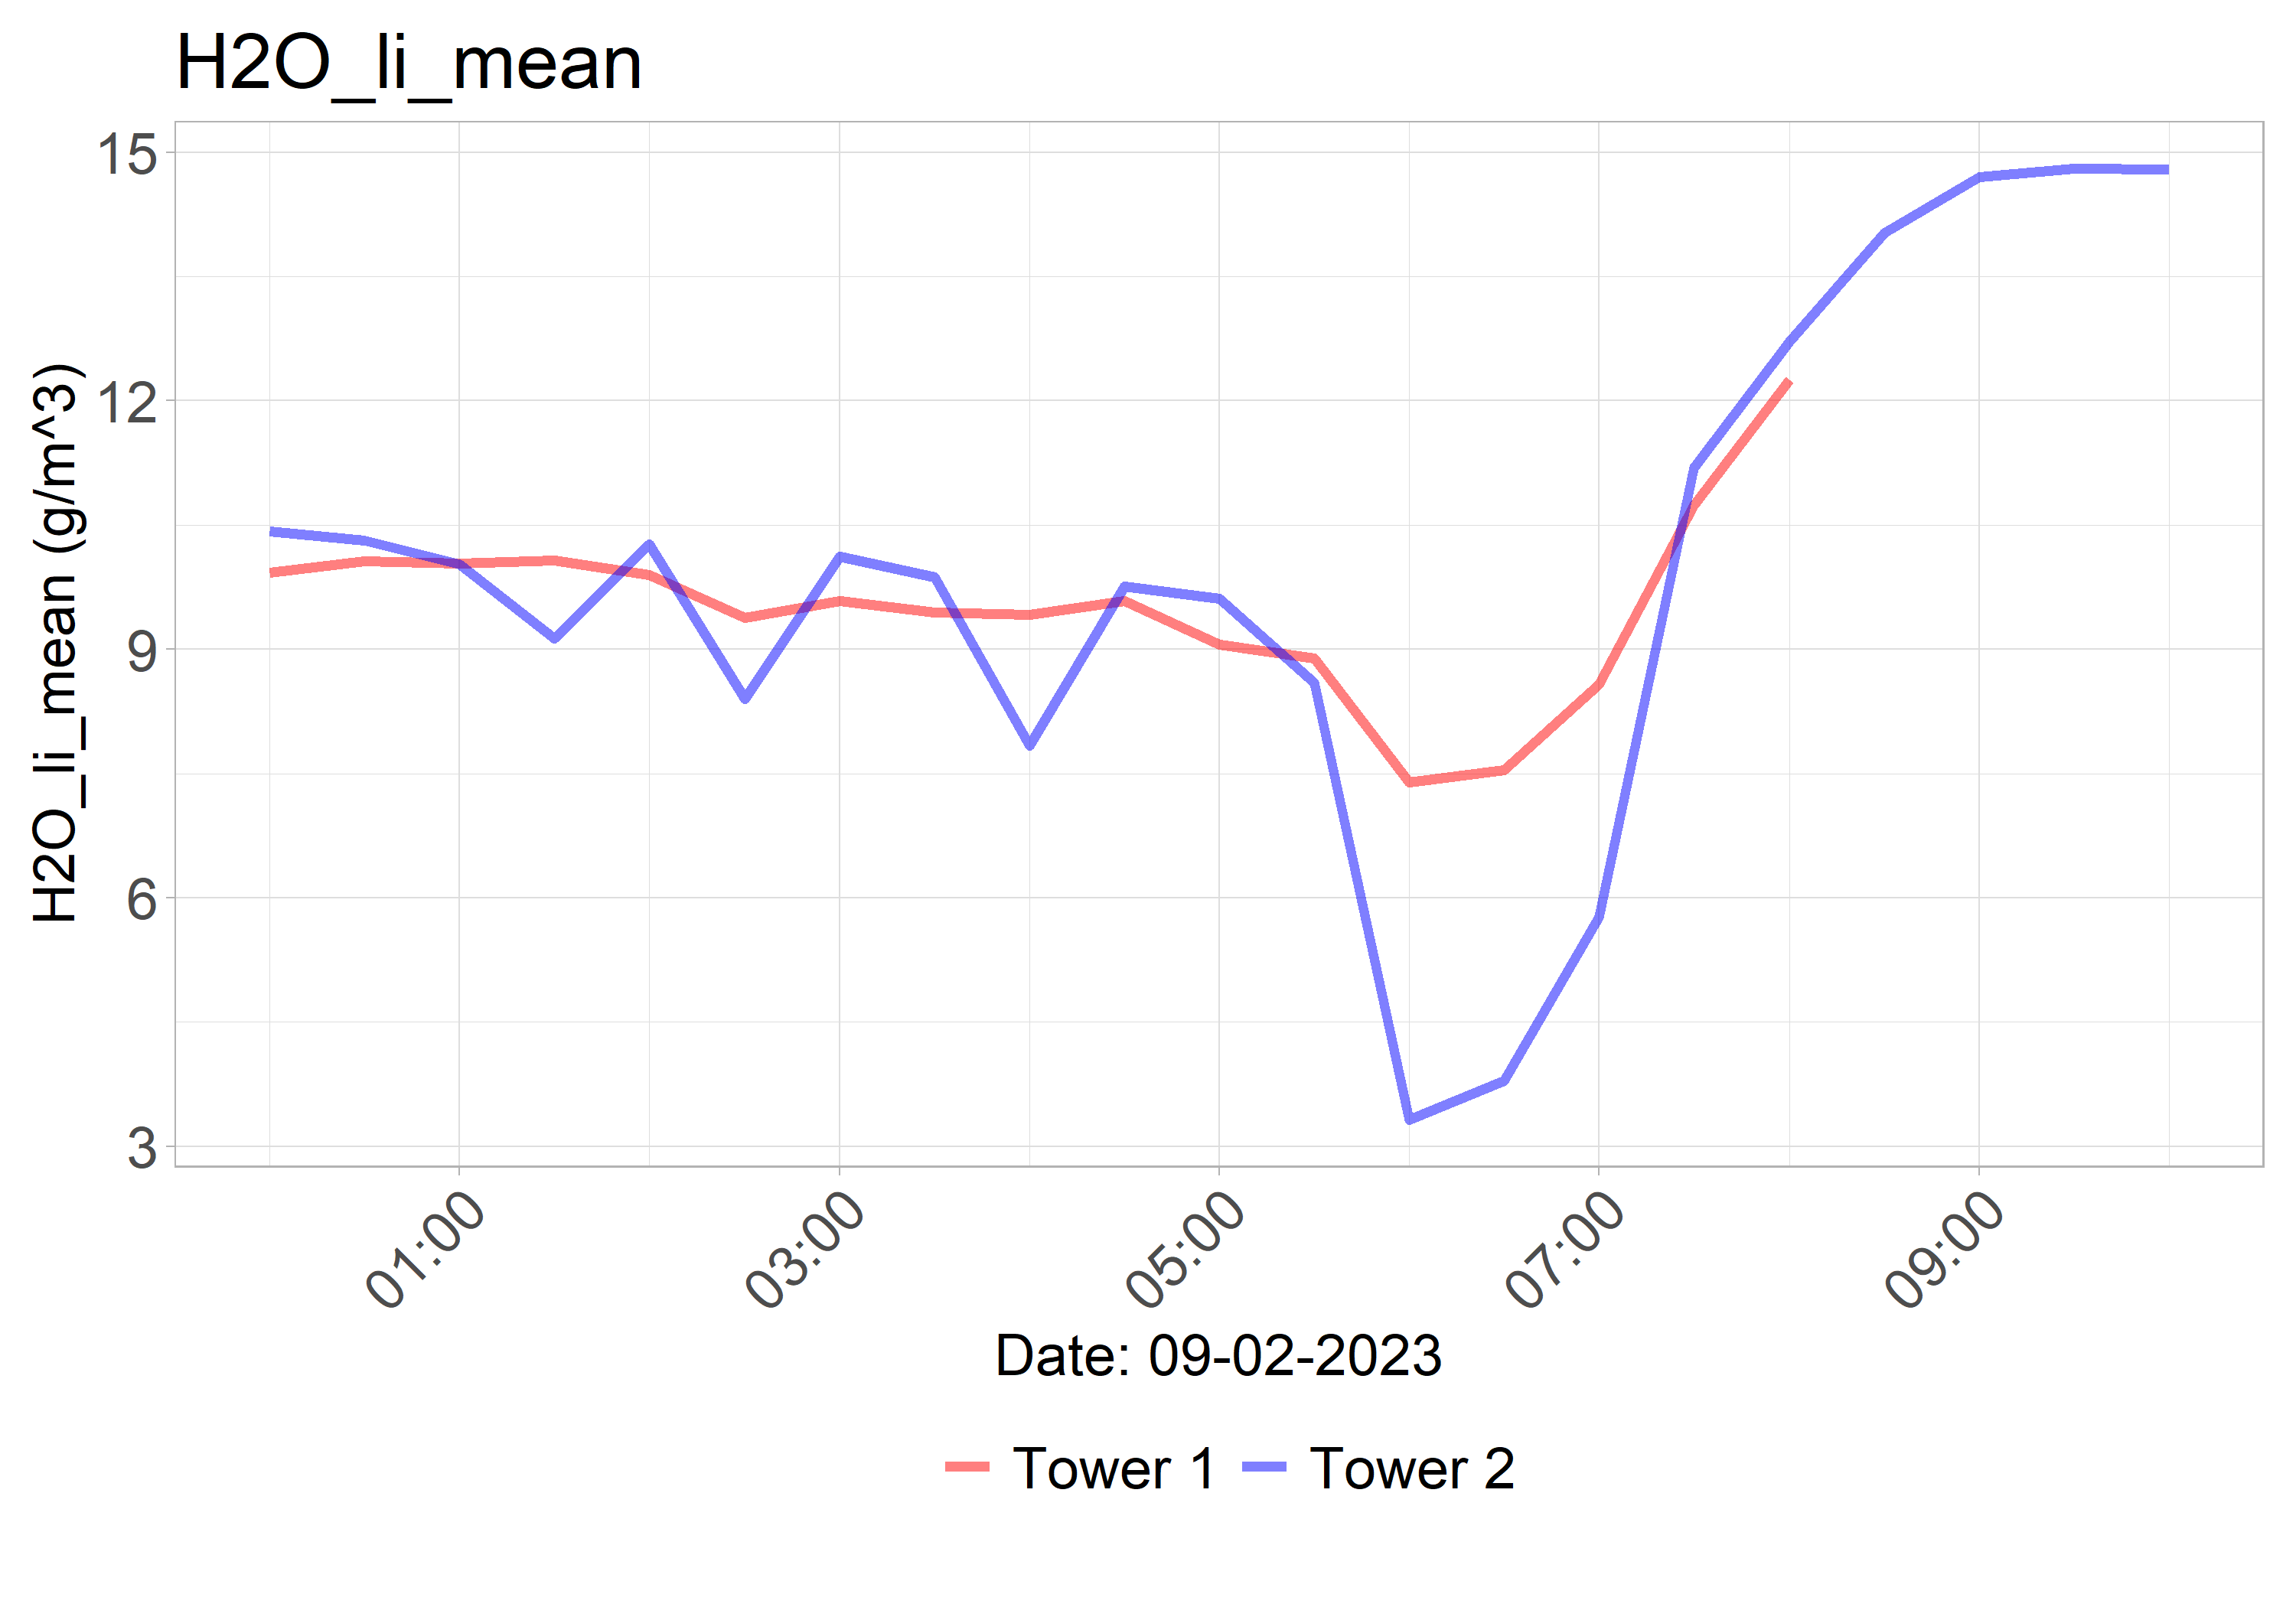 H2O_li_mean
H2O_li_mean (g/m^3)
15
12
9
6
3
01:00
03:00
05:00
07:00
09:00
Date: 09-02-2023
Tower 1 Tower 2